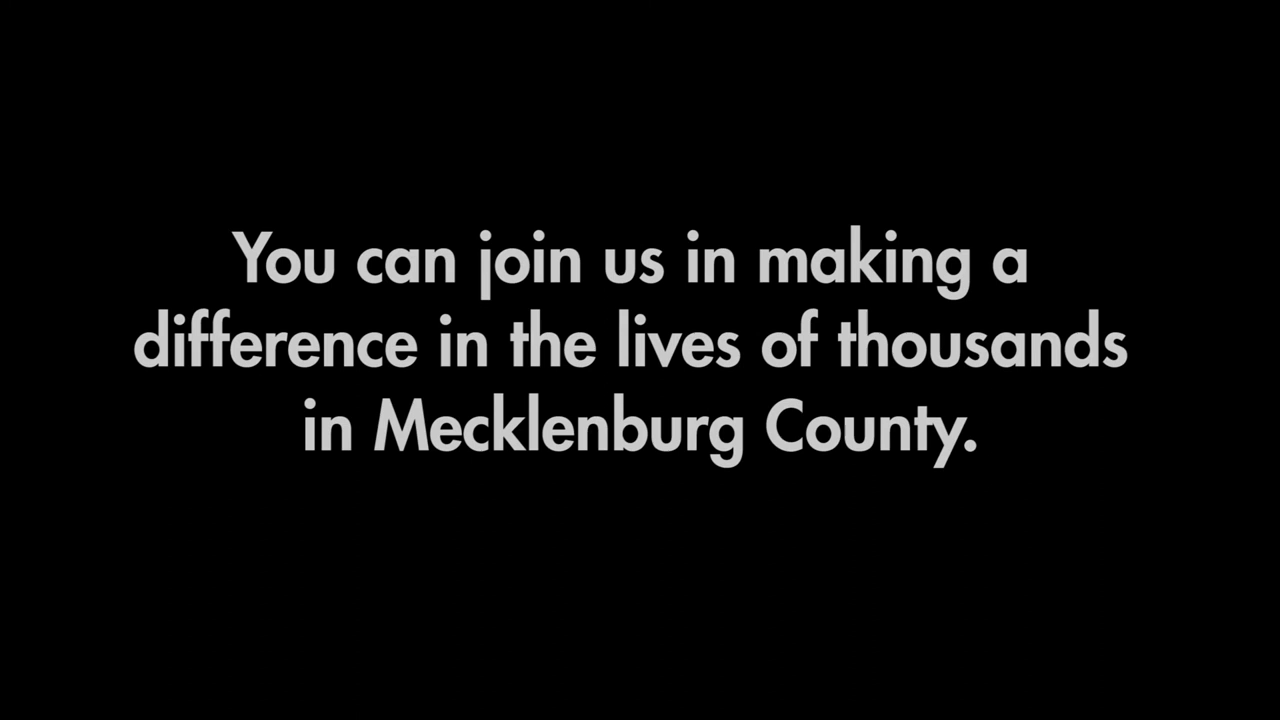 You can join us in making a
difference in the lives of thousands
in Mecklenburg County.